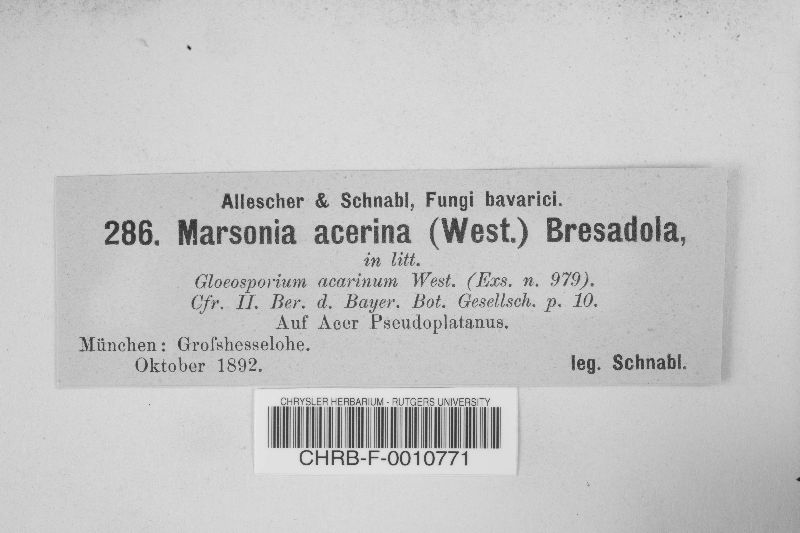 Allescher & Schnabl, Fungi bavarici.
286. Marsonia acerina (West.) Bresadola,
in litt.
Gloeosporium acarinum West. (Exs. n. 979).
Cfr. II. Ber. d. Bayer. Bot. Gesellsch. p. 10.
Auf Acer Pseudoplatanus.
München: Groſshesselohe.
Oktober 1892.
leg. Schnabl.
CHRYSLER HERBARIUM - RUTGERS UNIVERSITY
CHRB-F-0010771